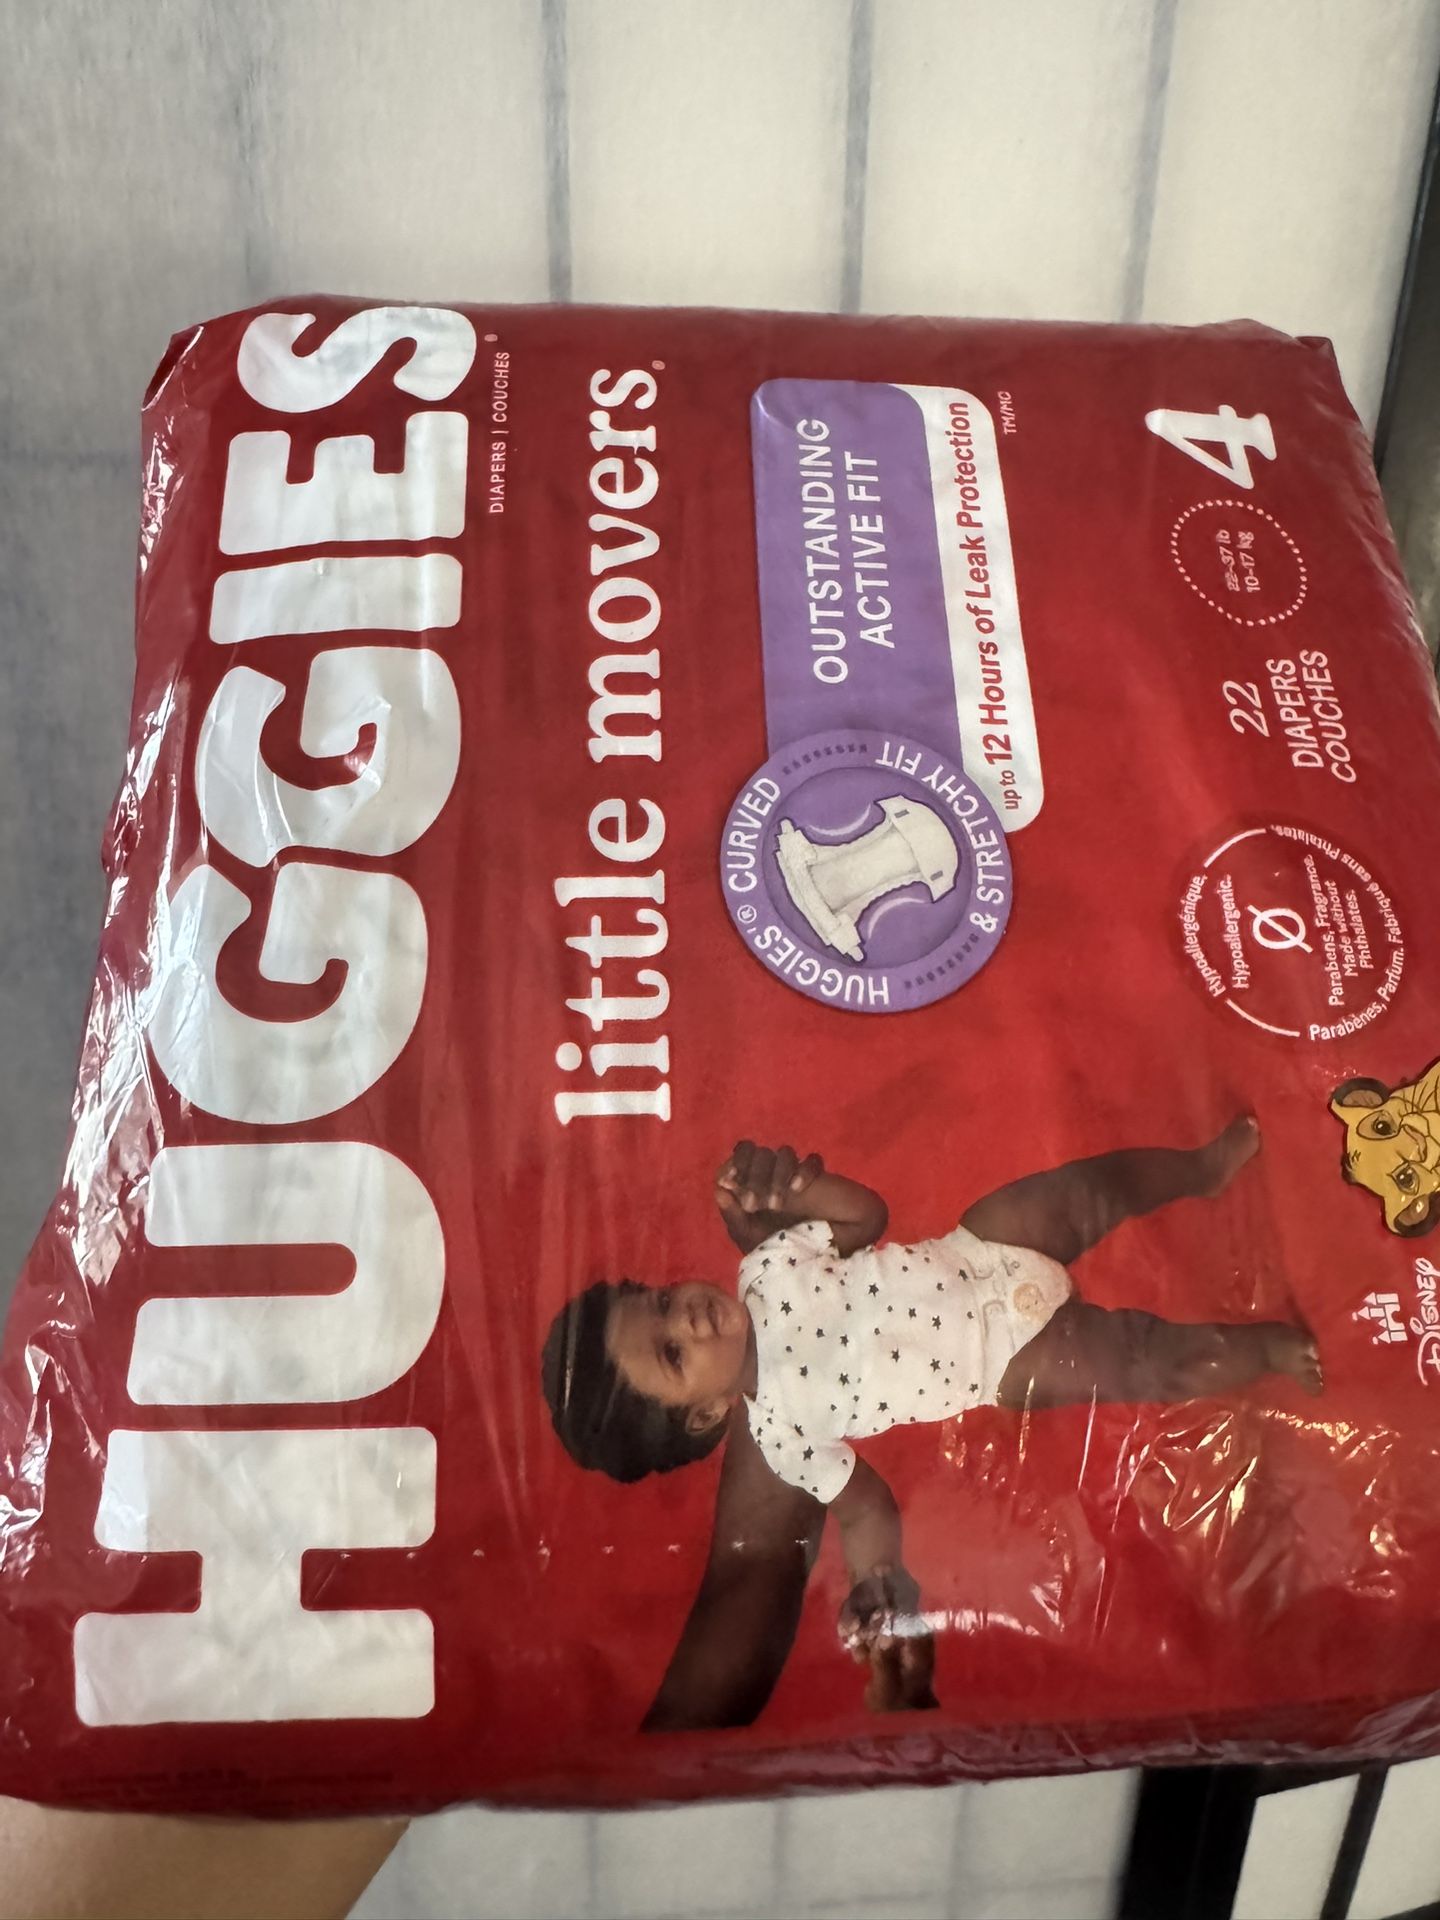 HUGGIES®
DIAPERS | COUCHES
little movers®
OUTSTANDING
ACTIVE FIT
up to 12 Hours of Leak Protection
TM/MC
HUGGIES'® CURVED
& STRETCHY FIT
4
22-37 lb
10-17 kg
22
DIAPERS
COUCHES
Hypoallergénique.
Hypoallergenic.
Parabens, Fragrance.
Made without
Phthalates.
Parabènes, Parfum. Fabriqué sans Phtalates.
DISNEY